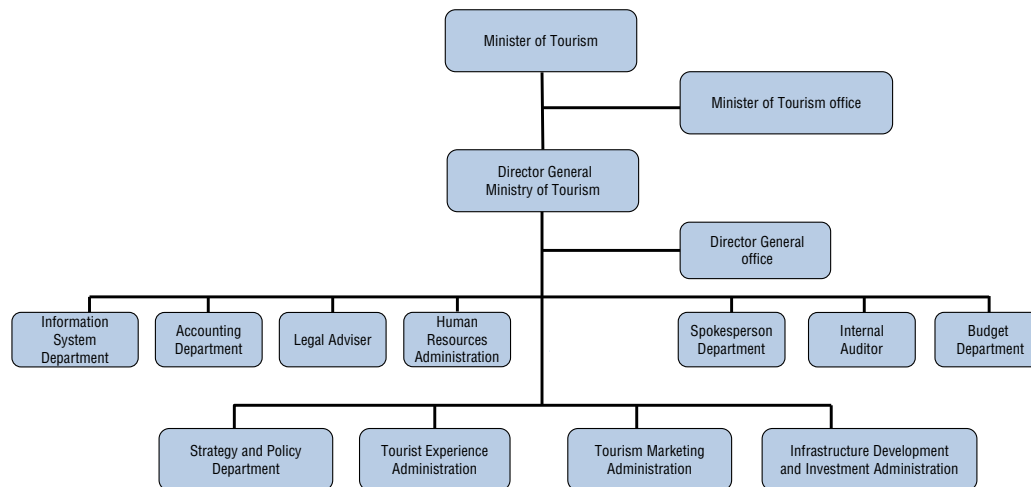 Minister of Tourism
Minister of Tourism office
Director General
Ministry of Tourism
Director General
office
Information
System
Department
Accounting
Department
Legal Adviser
Human
Resources
Administration
Spokesperson
Department
Internal
Auditor
Budget
Department
Strategy and Policy
Department
Tourist Experience
Administration
Tourism Marketing
Administration
Infrastructure Development
and Investment Administration